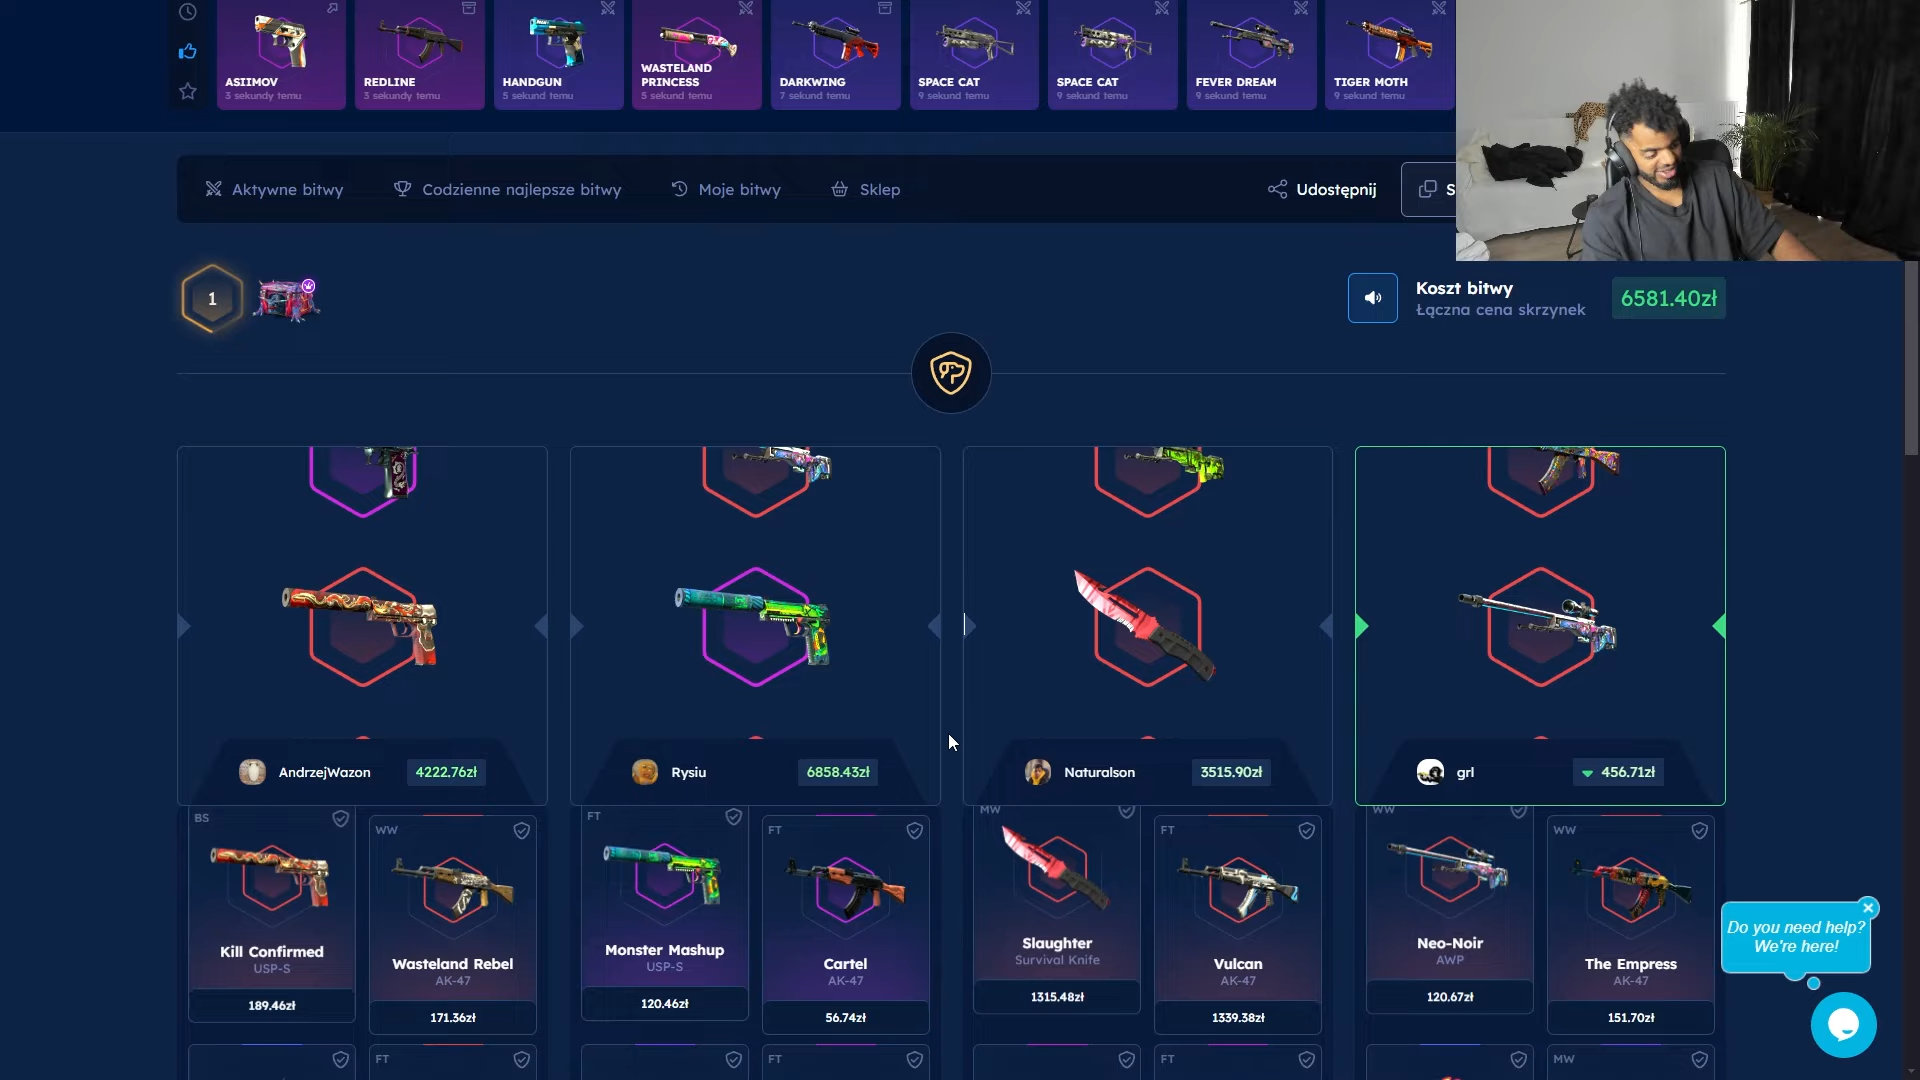 ASIIMOV
3 sekundy temu
REDLINE
3 sekundy temu
HANDGUN
5 sekund temu
WASTELAND
PRINCESS
5 sekund temu
DARKWING
7 sekund temu
SPACE CAT
9 sekund temu
SPACE CAT
9 sekund temu
FEVER DREAM
9 sekund temu
TIGER MOTH
9 sekund temu
Aktywne bitwy
Codzienne najlepsze bitwy
Moje bitwy
Sklep
Udostępnij
S
1
Koszt bitwy
Łączna cena skrzynek
6581.40zł
AndrzejWazon
4222.76zł
Rysiu
6858.43zł
Naturalson
3515.90zł
grl
456.71zł
BS
Kill Confirmed
USP-S
189.46zł
WW
Wasteland Rebel
AK-47
171.36zł
FT
Monster Mashup
USP-S
120.46zł
FT
Cartel
AK-47
56.74zł
MW
Slaughter
Survival Knife
1315.48zł
FT
Vulcan
AK-47
1339.38zł
WW
Neo-Noir
AWP
120.67zł
WW
The Empress
AK-47
151.70zł
FT
FT
FT
MW
Do you need help?
We're here!